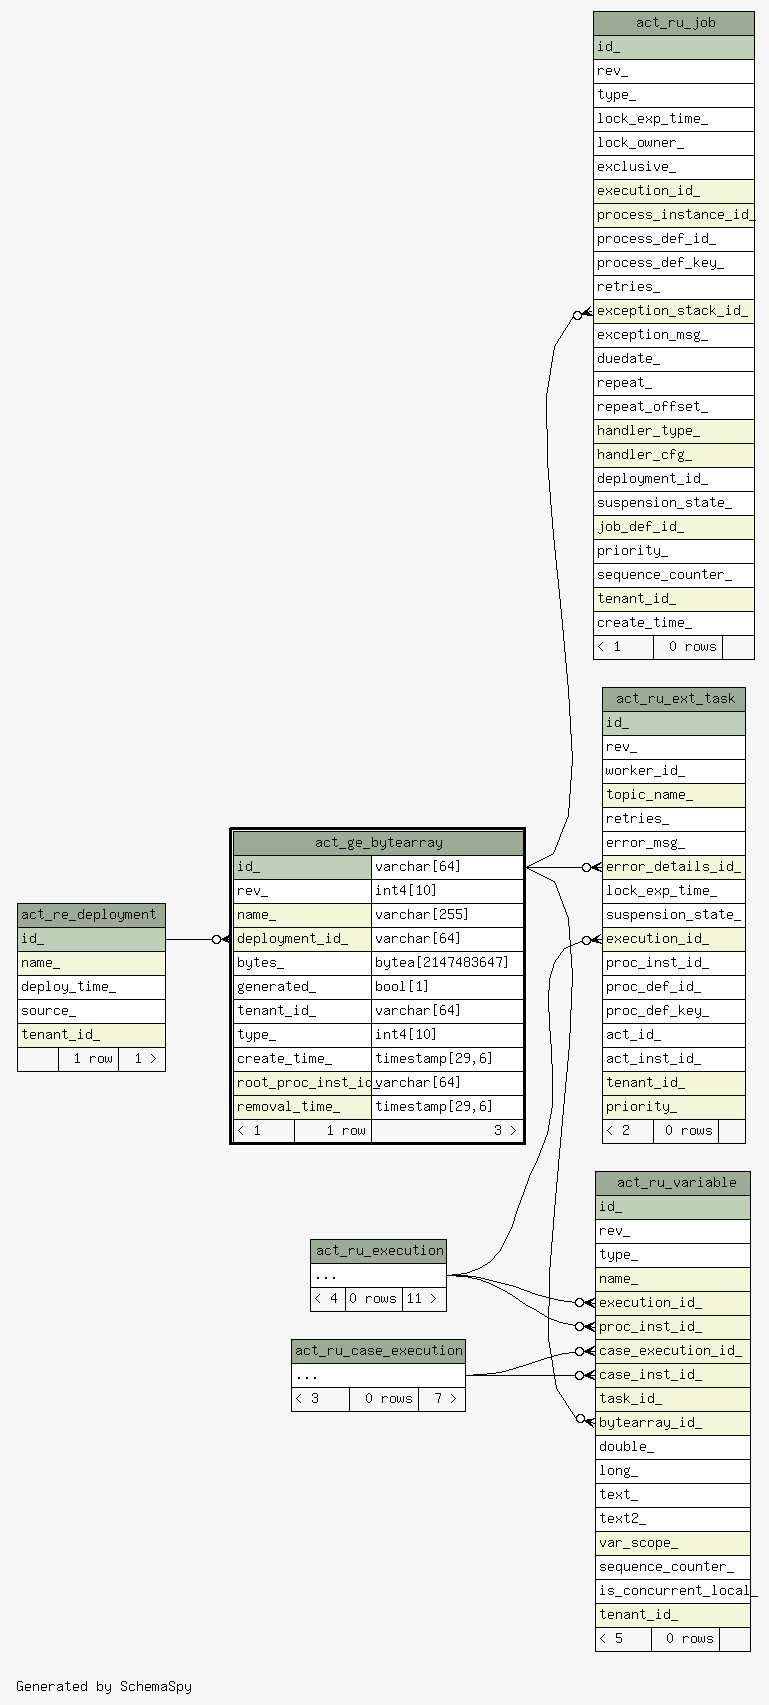 act_ru_job
id_
rev_
type_
lock_exp_time_
lock_owner_
exclusive_
execution_id_
process_instance_id_
process_def_id_
process_def_key_
retries_
exception_stack_id_
exception_msg_
duedate_
repeat_
repeat_offset_
handler_type_
handler_cfg_
deployment_id_
suspension_state_
job_def_id_
priority_
sequence_counter_
tenant_id_
create_time_
< 1 0 rows
act_ru_ext_task
id_
rev_
worker_id_
topic_name_
retries_
error_msg_
error_details_id_
lock_exp_time_
suspension_state_
execution_id_
proc_inst_id_
proc_def_id_
proc_def_key_
act_id_
act_inst_id_
tenant_id_
priority_
< 2 0 rows
act_ge_bytearray
id_ varchar[64]
rev_ int4[10]
name_ varchar[255]
deployment_id_ varchar[64]
bytes_ bytea[2147483647]
generated_ bool[1]
tenant_id_ varchar[64]
type_ int4[10]
create_time_ timestamp[29,6]
root_proc_inst_id_ varchar[64]
removal_time_ timestamp[29,6]
< 1 1 row 3 >
act_re_deployment
id_
name_
deploy_time_
source_
tenant_id_
1 row 1 >
act_ru_execution
...
< 4 0 rows 11 >
act_ru_case_execution
...
< 3 0 rows 7 >
act_ru_variable
id_
rev_
type_
name_
execution_id_
proc_inst_id_
case_execution_id_
case_inst_id_
task_id_
bytearray_id_
double_
long_
text_
text2_
var_scope_
sequence_counter_
is_concurrent_local_
tenant_id_
< 5 0 rows
Generated by SchemaSpy